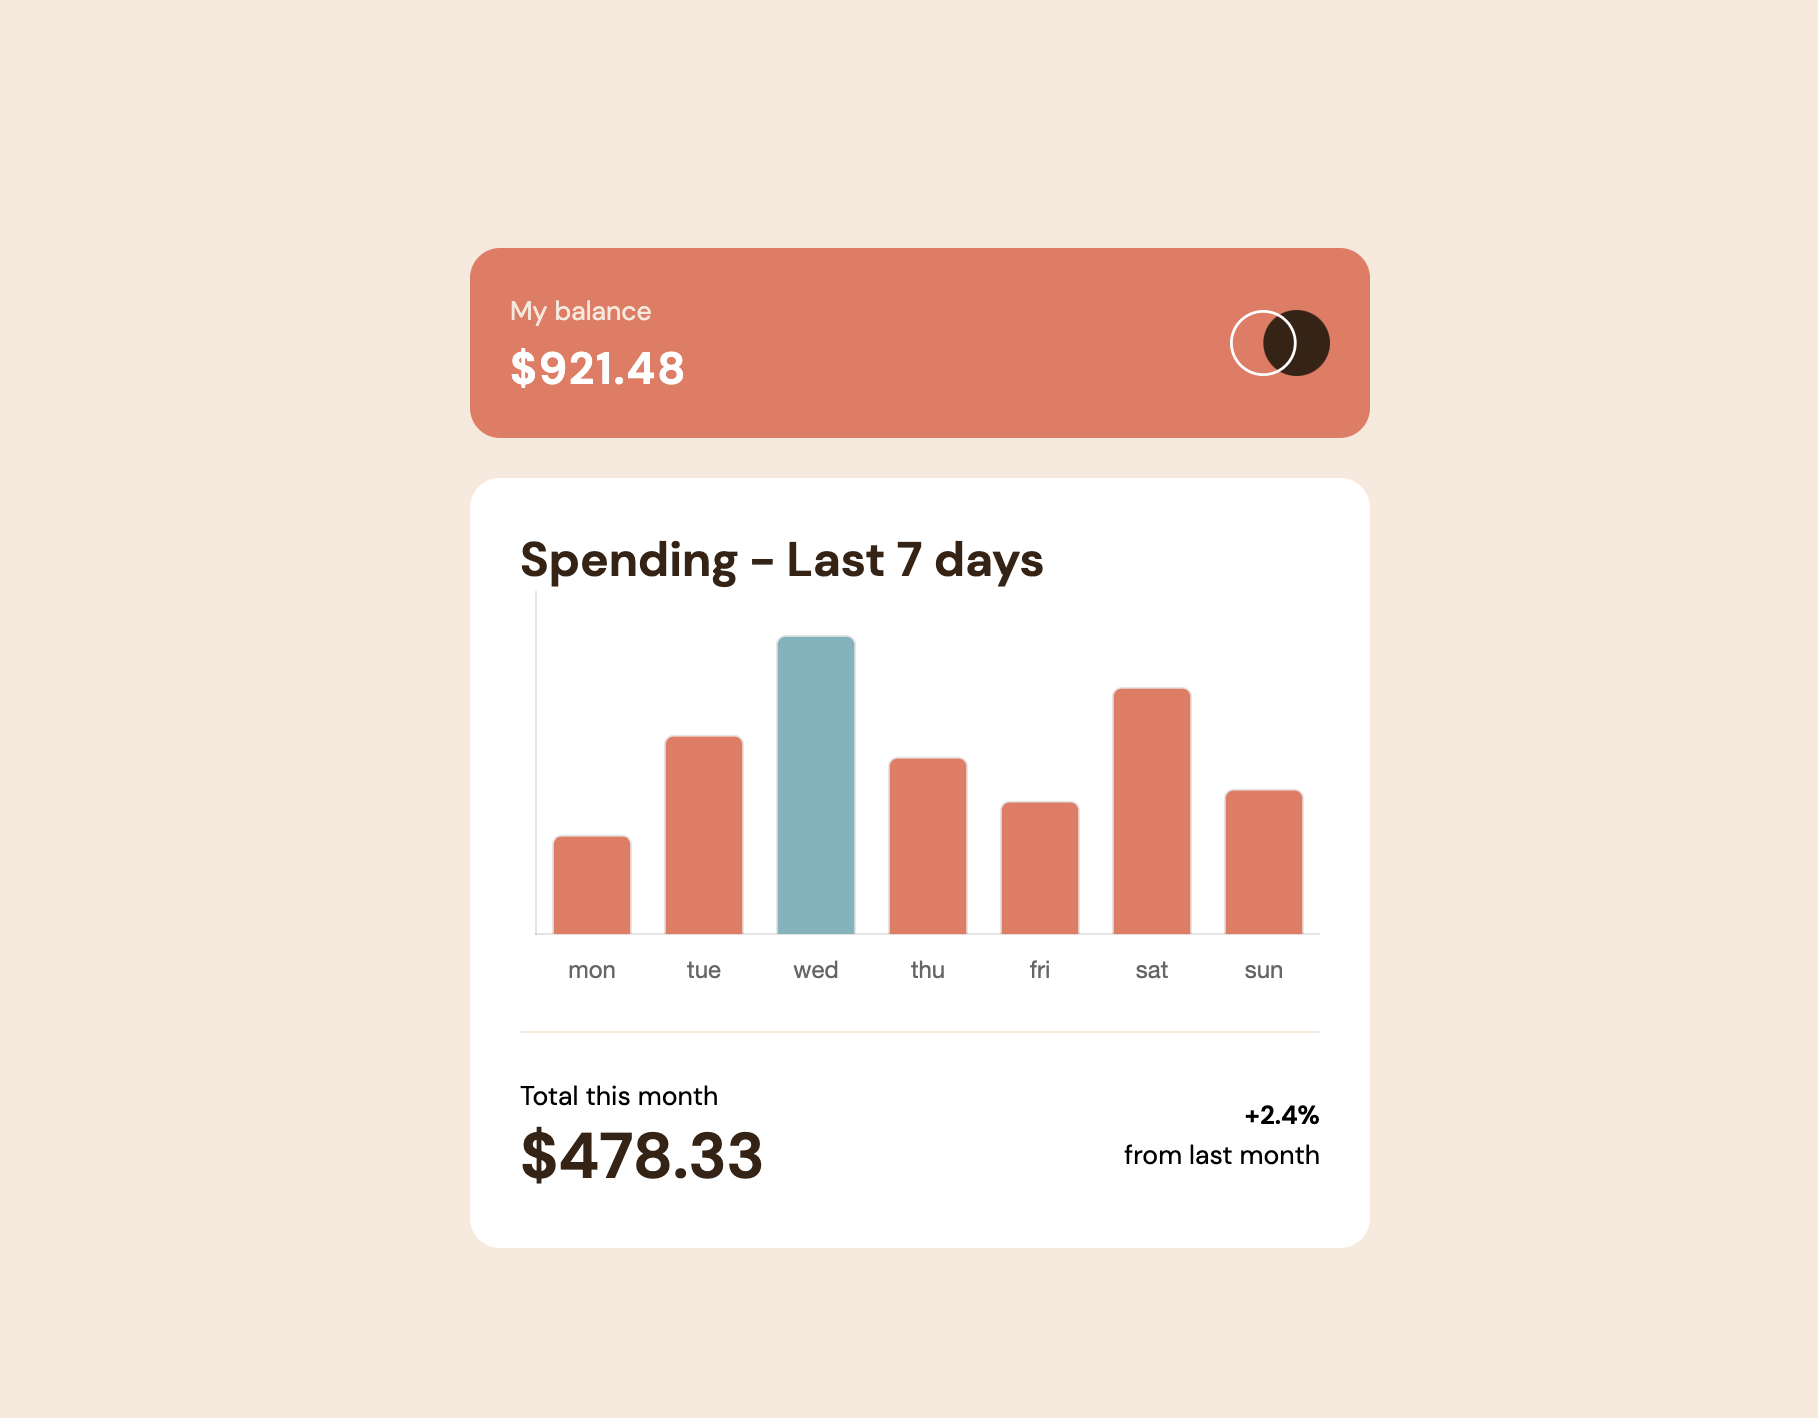 My balance
$921.48
Spending - Last 7 days
mon tue wed thu fri sat sun
Total this month
$478.33
+2.4%
from last month